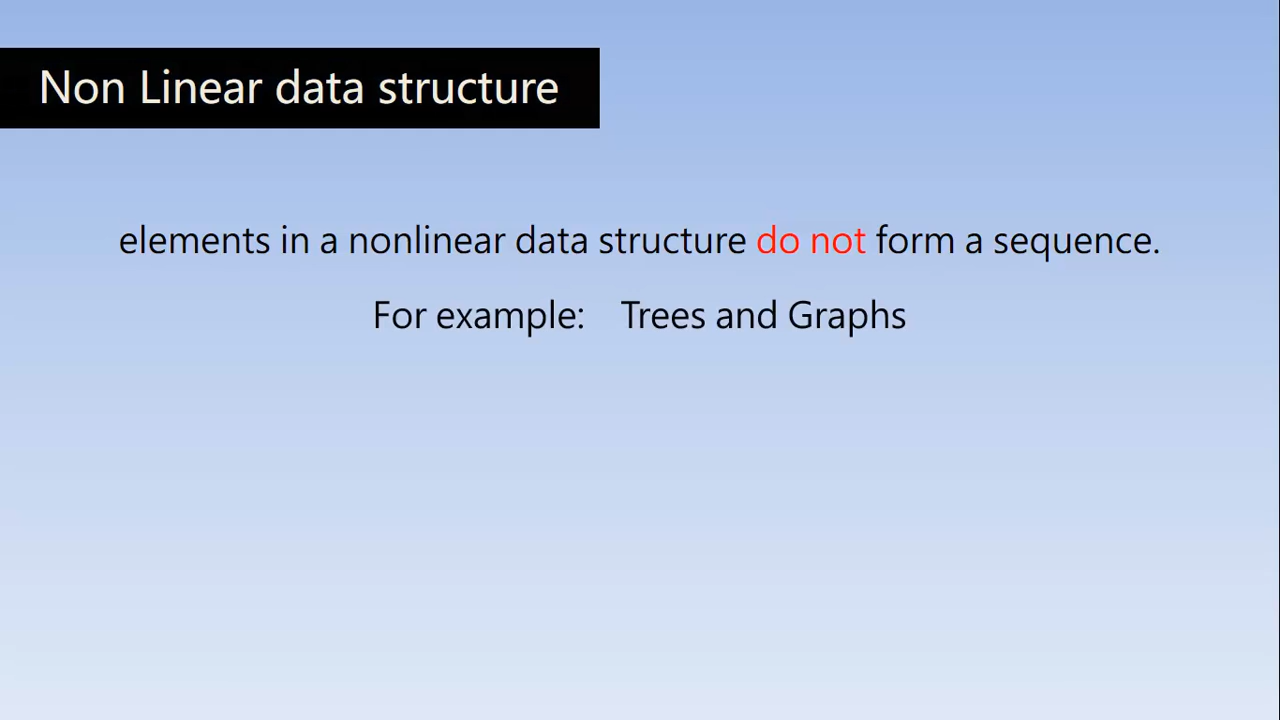 Non Linear data structure
elements in a nonlinear data structure do not form a sequence.
For example: Trees and Graphs